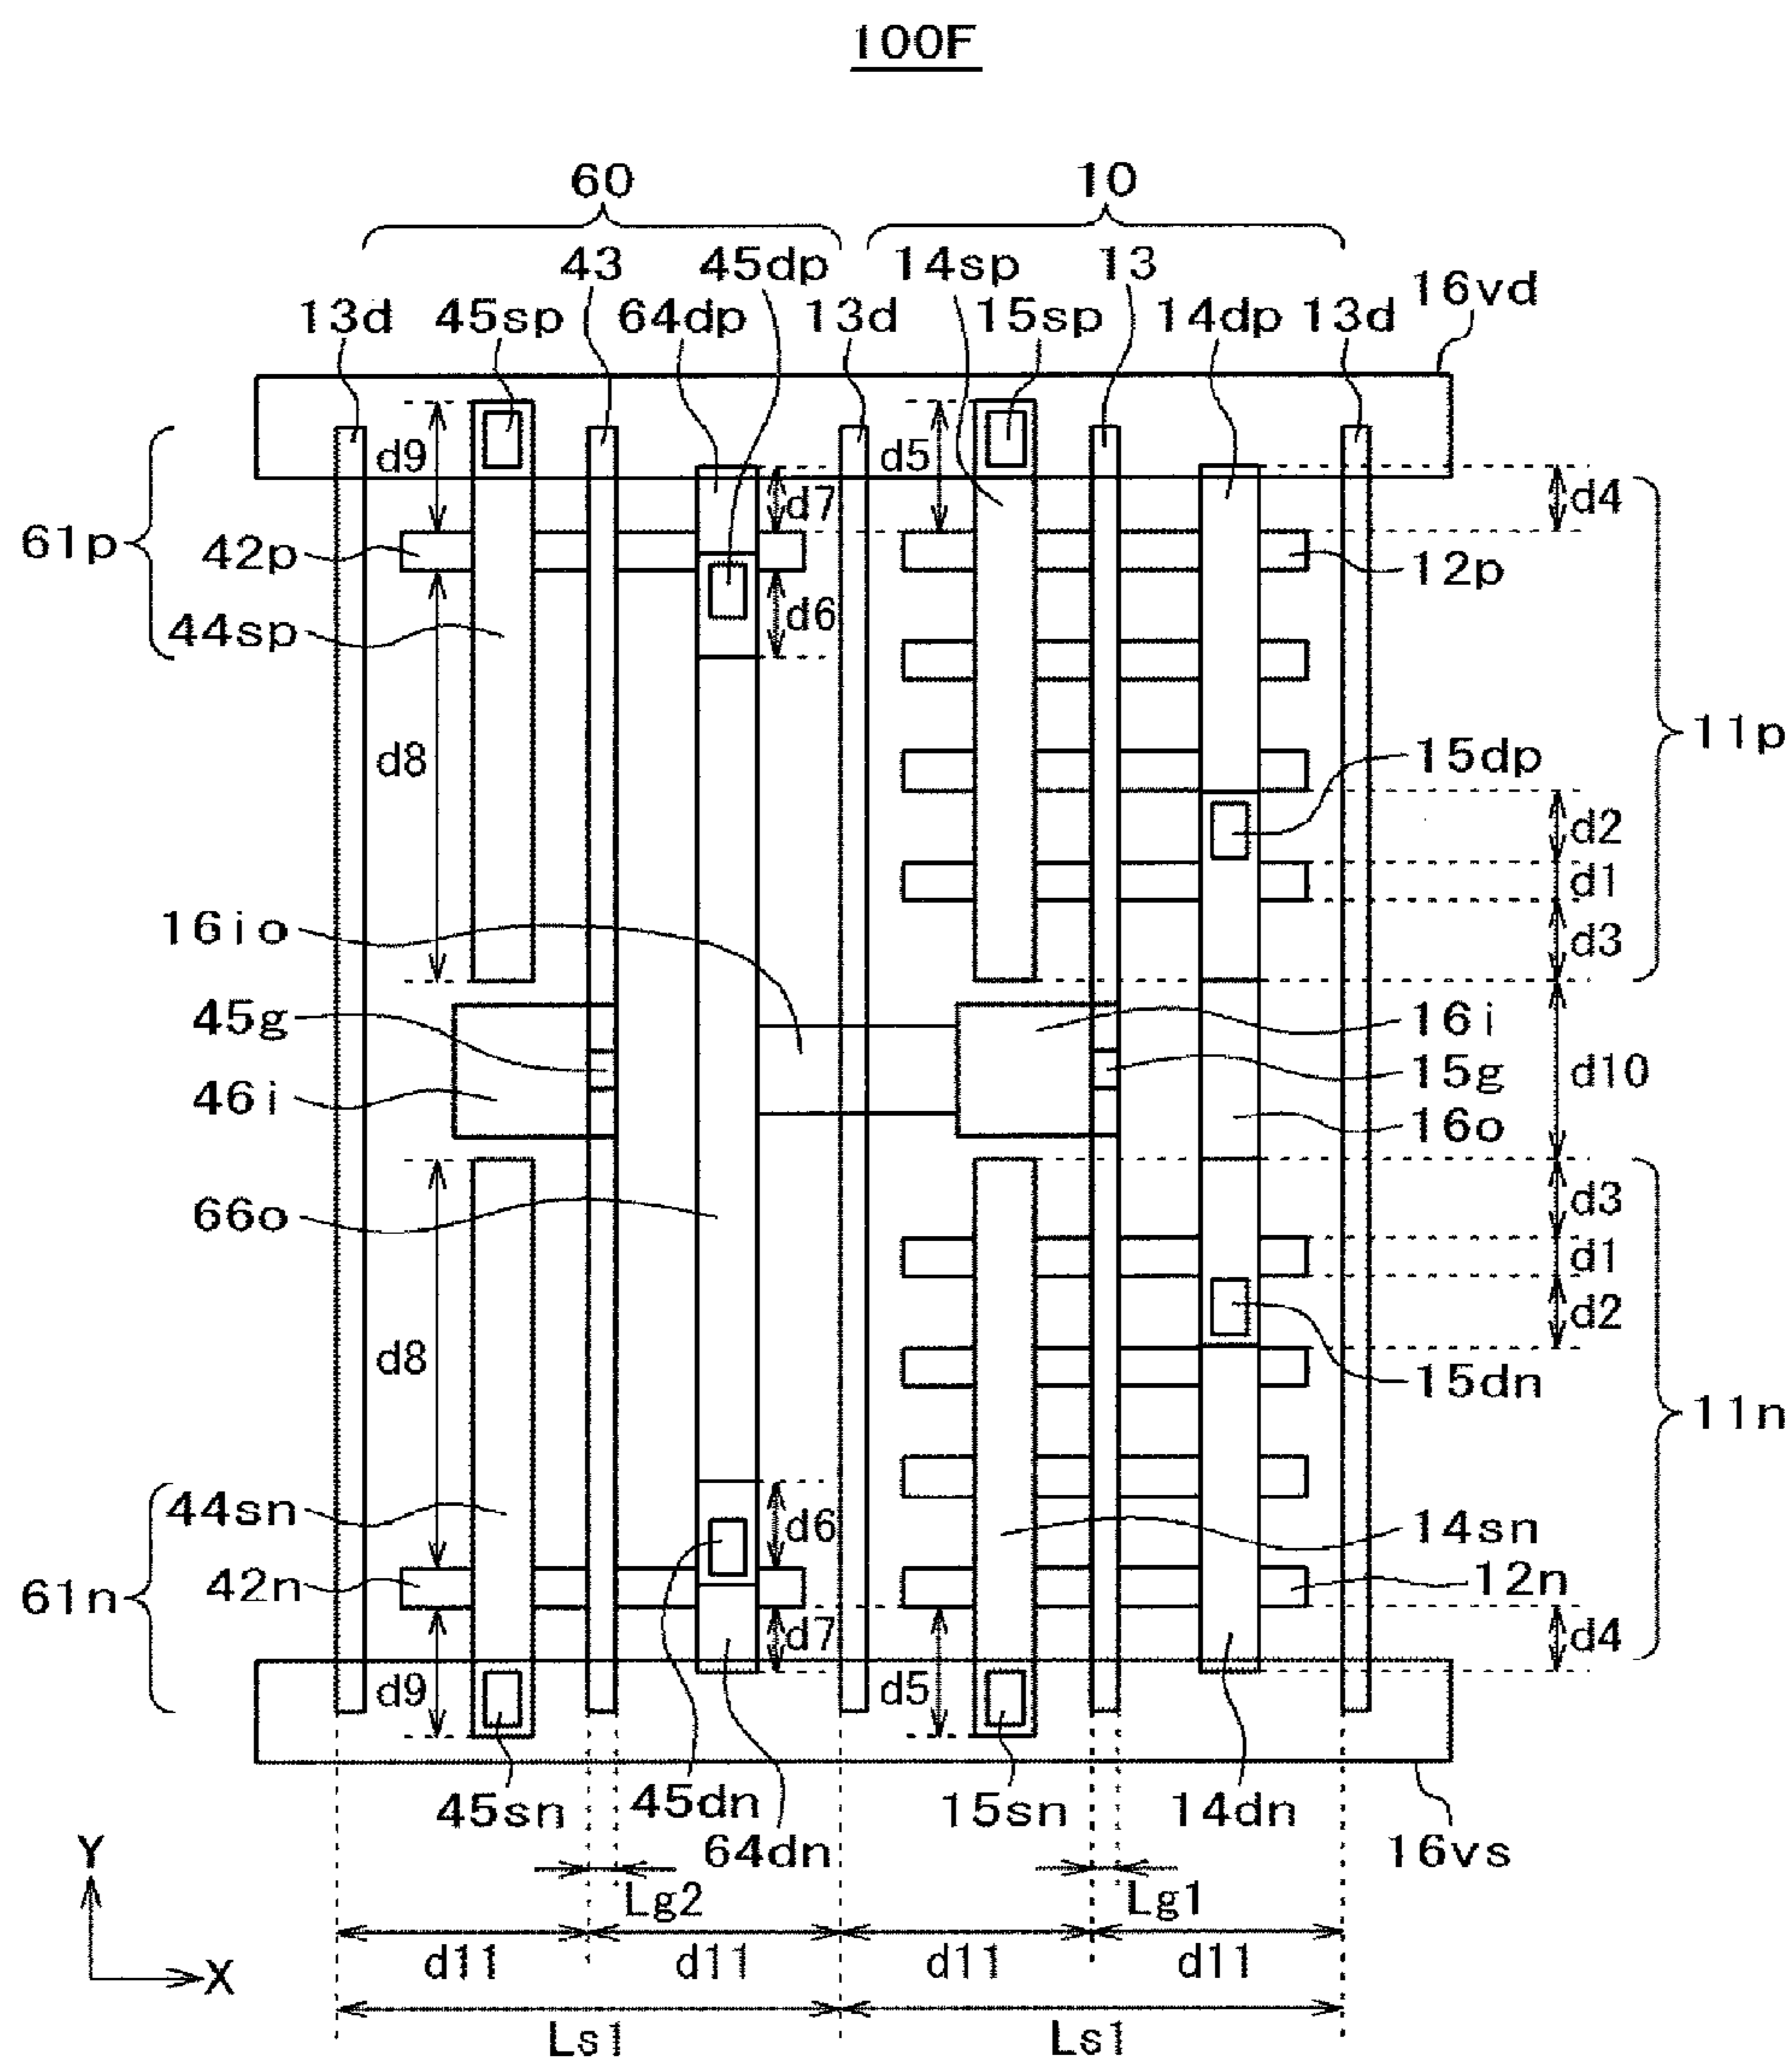 100F
60 10
43 45dp 14sp 13
13d 45sp 64dp 13d 15sp 14dp 13d 16vd
d9 d5
d7 d4
61p 42p 12p
44sp d6
d8 11p
15dp
d2
d1
16io d3
45g 16i
46i 15g d10
16o
66o d3
d1
d2
d8 15dn
11n
44sn d6 14sn
61n 42n 12n
d7 d4
d9 d5
45sn 45dn 15sn 14dn
64dn 16vs
Y
Lg2 Lg1
X d11 d11 d11 d11
Ls1 Ls1